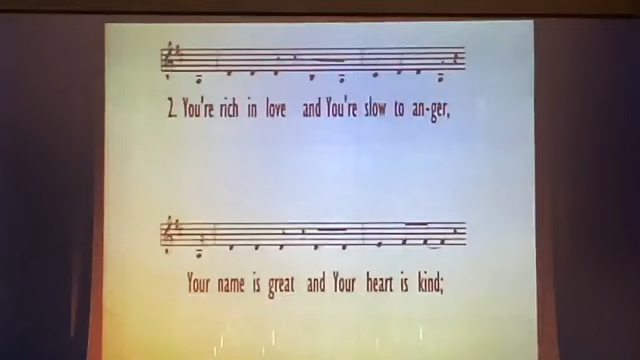 2. You're rich in love and You're slow to an-ger,
Your name is great and Your heart is kind;